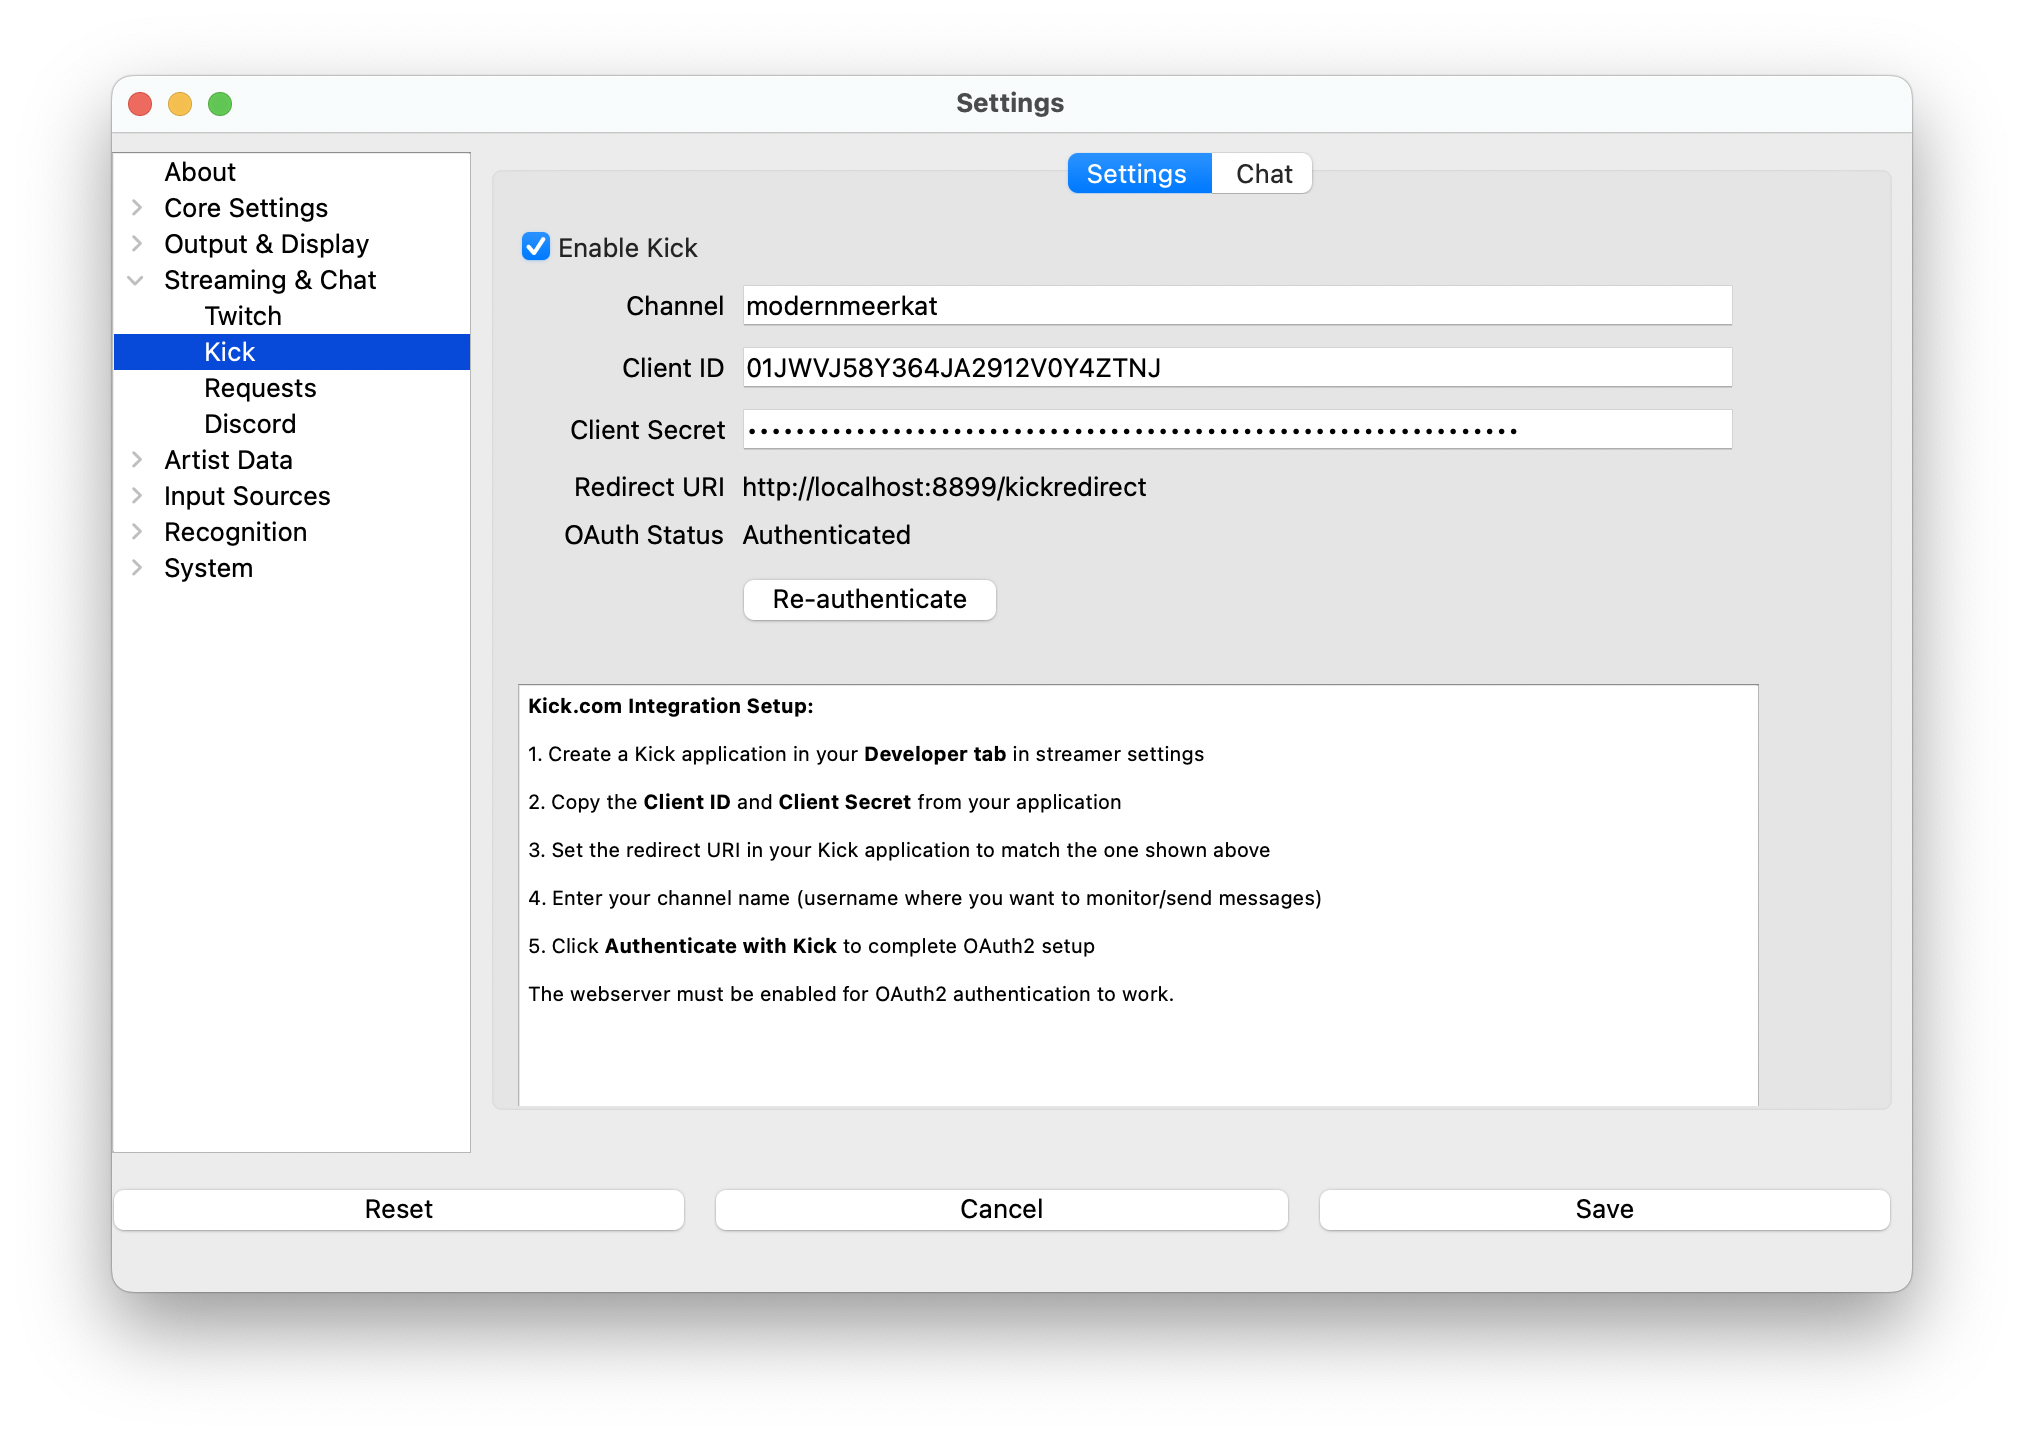 Settings
About
Core Settings
Output & Display
Streaming & Chat
Twitch
Kick
Requests
Discord
Artist Data
Input Sources
Recognition
System
Settings
Chat
Enable Kick
Channel modernmeerkat
Client ID 01JWVJ58Y364JA2912V0Y4ZTNJ
Client Secret ••••••••••••••••••••••••••••••••••••••••••••••••••••••••••••••••
Redirect URI http://localhost:8899/kickredirect
OAuth Status Authenticated
Re-authenticate
Kick.com Integration Setup:
1. Create a Kick application in your Developer tab in streamer settings
2. Copy the Client ID and Client Secret from your application
3. Set the redirect URI in your Kick application to match the one shown above
4. Enter your channel name (username where you want to monitor/send messages)
5. Click Authenticate with Kick to complete OAuth2 setup
The webserver must be enabled for OAuth2 authentication to work.
Reset
Cancel
Save